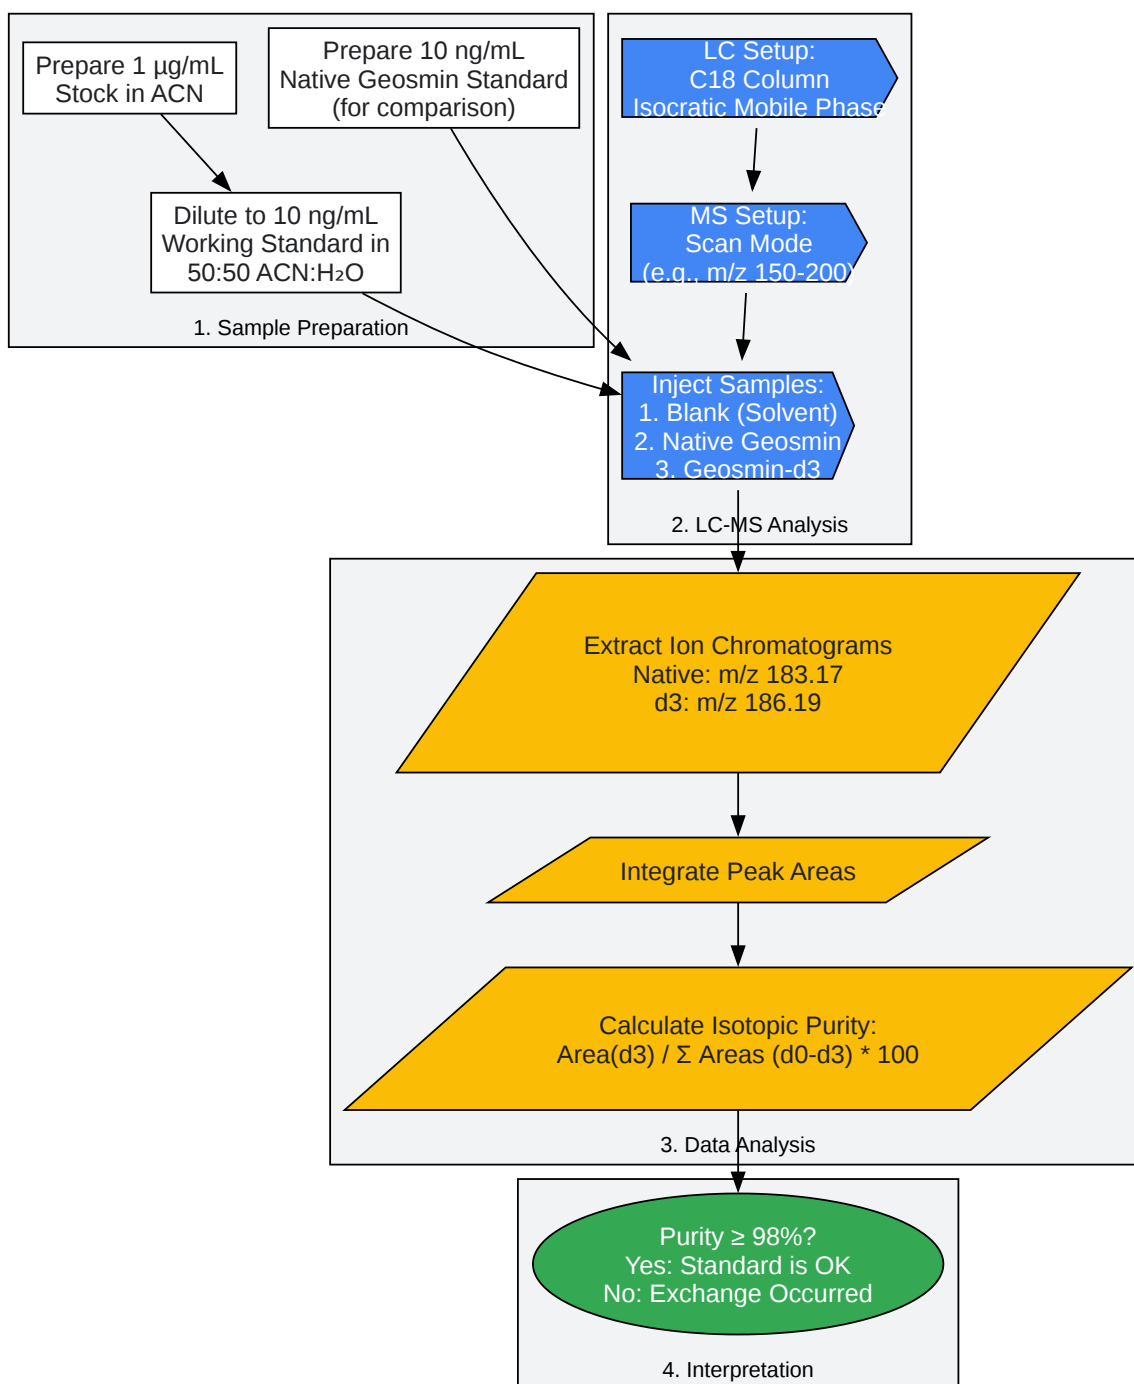 Prepare 1 µg/mL
Stock in ACN
Prepare 10 ng/mL
Native Geosmin Standard
(for comparison)
Dilute to 10 ng/mL
Working Standard in
50:50 ACN:H₂O
1. Sample Preparation
LC Setup:
C18 Column
Isocratic Mobile Phase
MS Setup:
Scan Mode
(e.g., m/z 150-200)
Inject Samples:
1. Blank (Solvent)
2. Native Geosmin
3. Geosmin-d3
2. LC-MS Analysis
Extract Ion Chromatograms
Native: m/z 183.17
d3: m/z 186.19
Integrate Peak Areas
Calculate Isotopic Purity:
Area(d3) / Σ Areas (d0-d3) * 100
3. Data Analysis
Purity ≥ 98%?
Yes: Standard is OK
No: Exchange Occurred
4. Interpretation